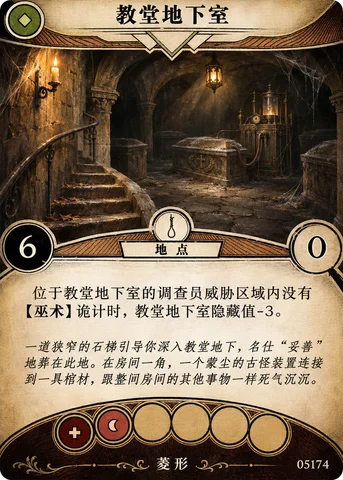 教堂地下室
6
地点
0
位于教堂地下室的调查员威胁区域内没有
【巫术】诡计时，教堂地下室隐藏值-3。
一道狭窄的石梯引导你深入教堂地下，名仕“妥善”
地葬在此地。在房间一角，一个蒙尘的古怪装置连接
到一具棺材，跟整间房间的其他事物一样死气沉沉。
菱形
05174